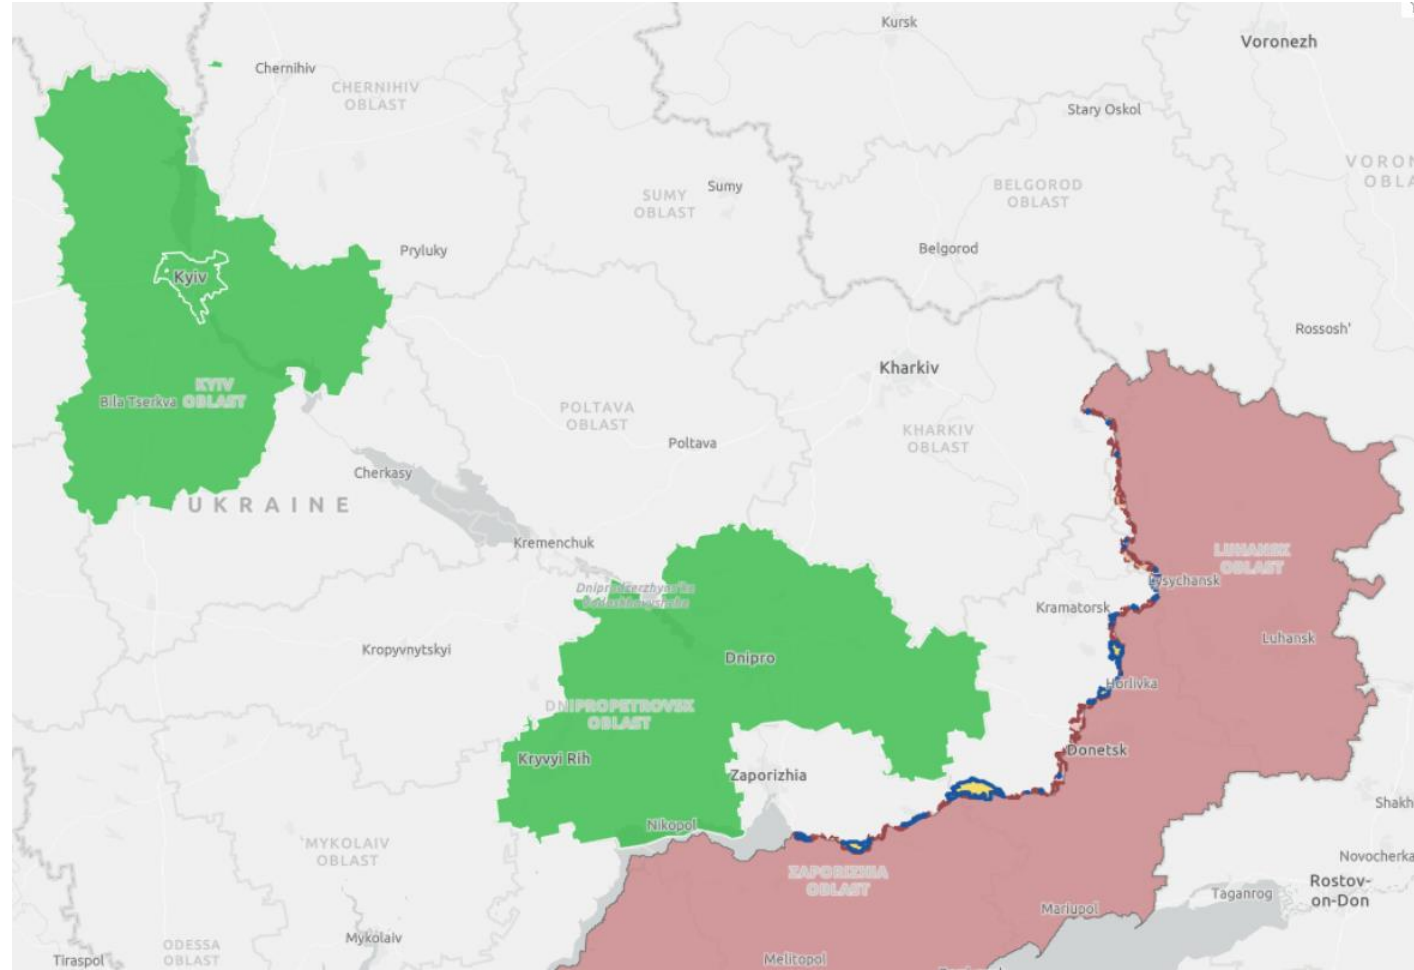 Kursk
Voronezh
Chernihiv
CHERNIHIV
OBLAST
Stary Oskol
SUMY
OBLAST
Sumy
BELGOROD
OBLAST
Pryluky
Belgorod
Kyiv
Rossosh'
Kharkiv
KYIV
OBLAST
Bila Tserkva
POLTAVA
OBLAST
Poltava
KHARKIV
OBLAST
Cherkasy
UKRAINE
Kremenchuk
LUHANSK
OBLAST
Lysychansk
Kramatorsk
Luhansk
Kropyvnytskyi
Dnipro
Horlivka
DNIPROPETROVSK
OBLAST
Kryvyi Rih
Donetsk
Zaporizhia
Nikopol
Shakh
MYKOLAIV
OBLAST
Novocherka
ZAPORIZHIA
OBLAST
Rostov-
on-Don
Taganrog
Mariupol
Mykolaiv
ODESSA
OBLAST
Tiraspol
Melitopol
VORON
OBLA